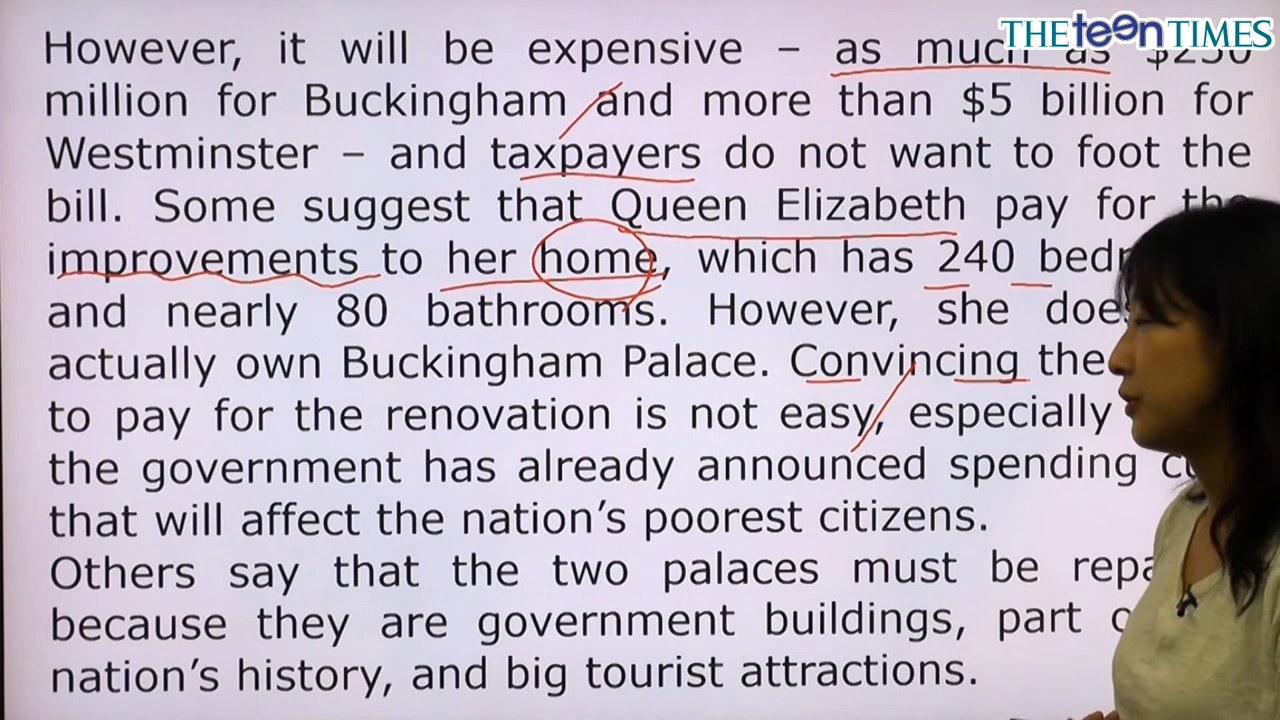 THE teen TIMES
However, it will be expensive – as much as $250
million for Buckingham and more than $5 billion for
Westminster – and taxpayers do not want to foot the
bill. Some suggest that Queen Elizabeth pay for the
improvements to her home, which has 240
and nearly 80 bathrooms. However, she
actually own Buckingham Palace. Convincing
to pay for the renovation is not easy, especially
the government has already announced spending
that will affect the nation's poorest citizens.
Others say that the two palaces must be
because they are government buildings, part
nation's history, and big tourist attractions.